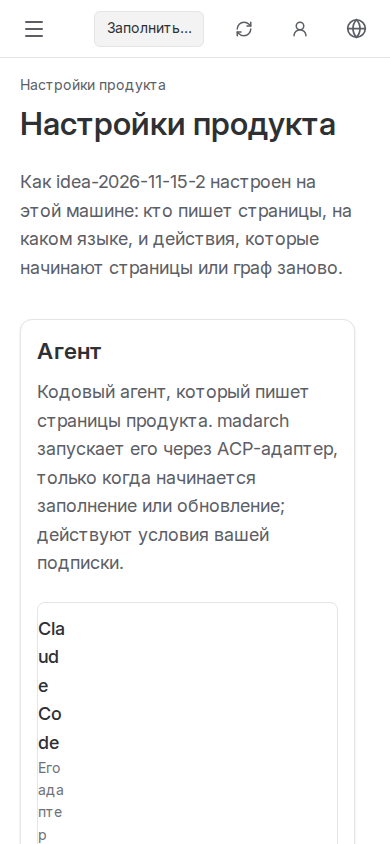 Заполнить...
Настройки продукта
Настройки продукта
Как idea-2026-11-15-2 настроен на
этой машине: кто пишет страницы, на
каком языке, и действия, которые
начинают страницы или граф заново.
Агент
Кодовый агент, который пишет
страницы продукта. madarch
запускает его через ACP-адаптер,
только когда начинается
заполнение или обновление;
действуют условия вашей
подписки.
Cla
ud
e
Co
de
Его
ада
пте
р